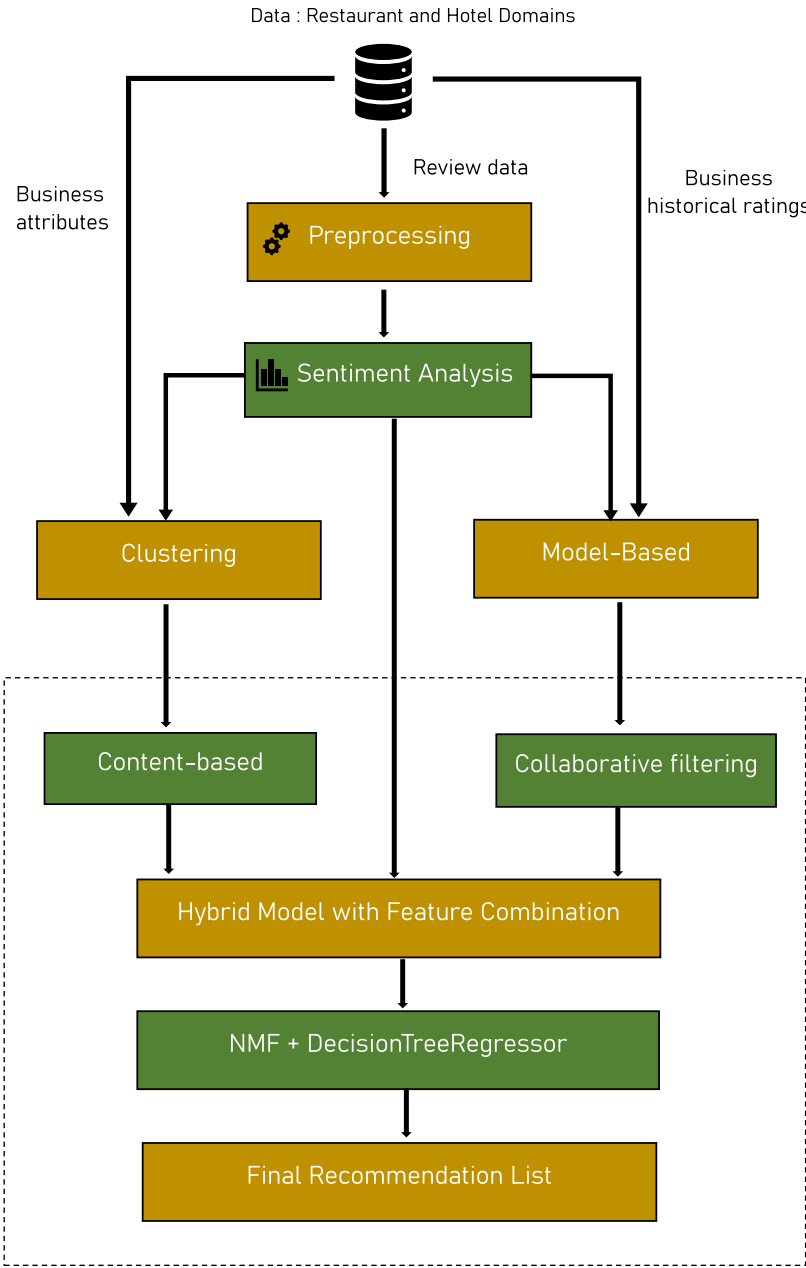 Data : Restaurant and Hotel Domains
Review data
Business
attributes
Business
historical ratings
Preprocessing
Sentiment Analysis
Clustering
Model-Based
Content-based
Collaborative filtering
Hybrid Model with Feature Combination
NMF + DecisionTreeRegressor
Final Recommendation List